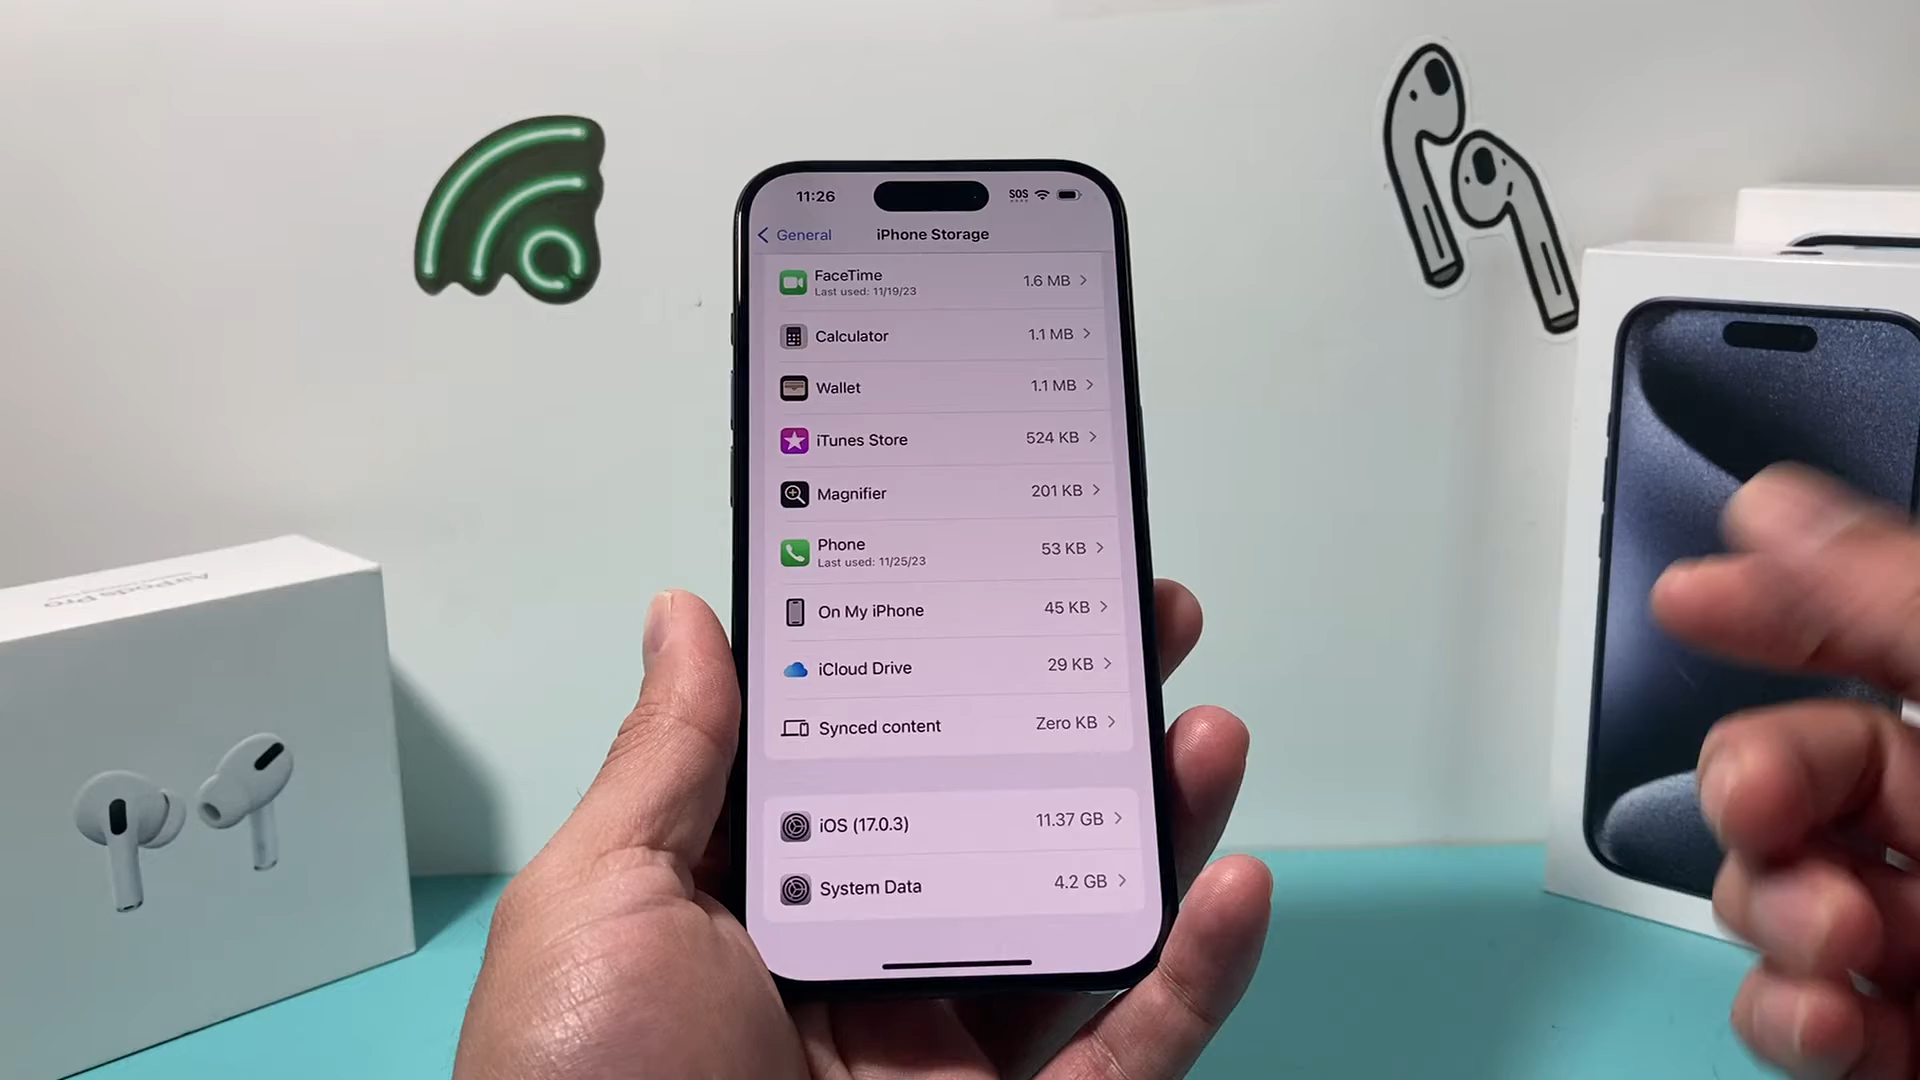 11:26
SOS
General
iPhone Storage
FaceTime
1.6 MB
Last used: 11/19/23
Calculator
1.1 MB
Wallet
1.1 MB
iTunes Store
524 KB
Magnifier
201 KB
Phone
53 KB
Last used: 11/25/23
On My iPhone
45 KB
iCloud Drive
29 KB
Synced content
Zero KB
iOS (17.0.3)
11.37 GB
System Data
4.2 GB
AirPods Pro